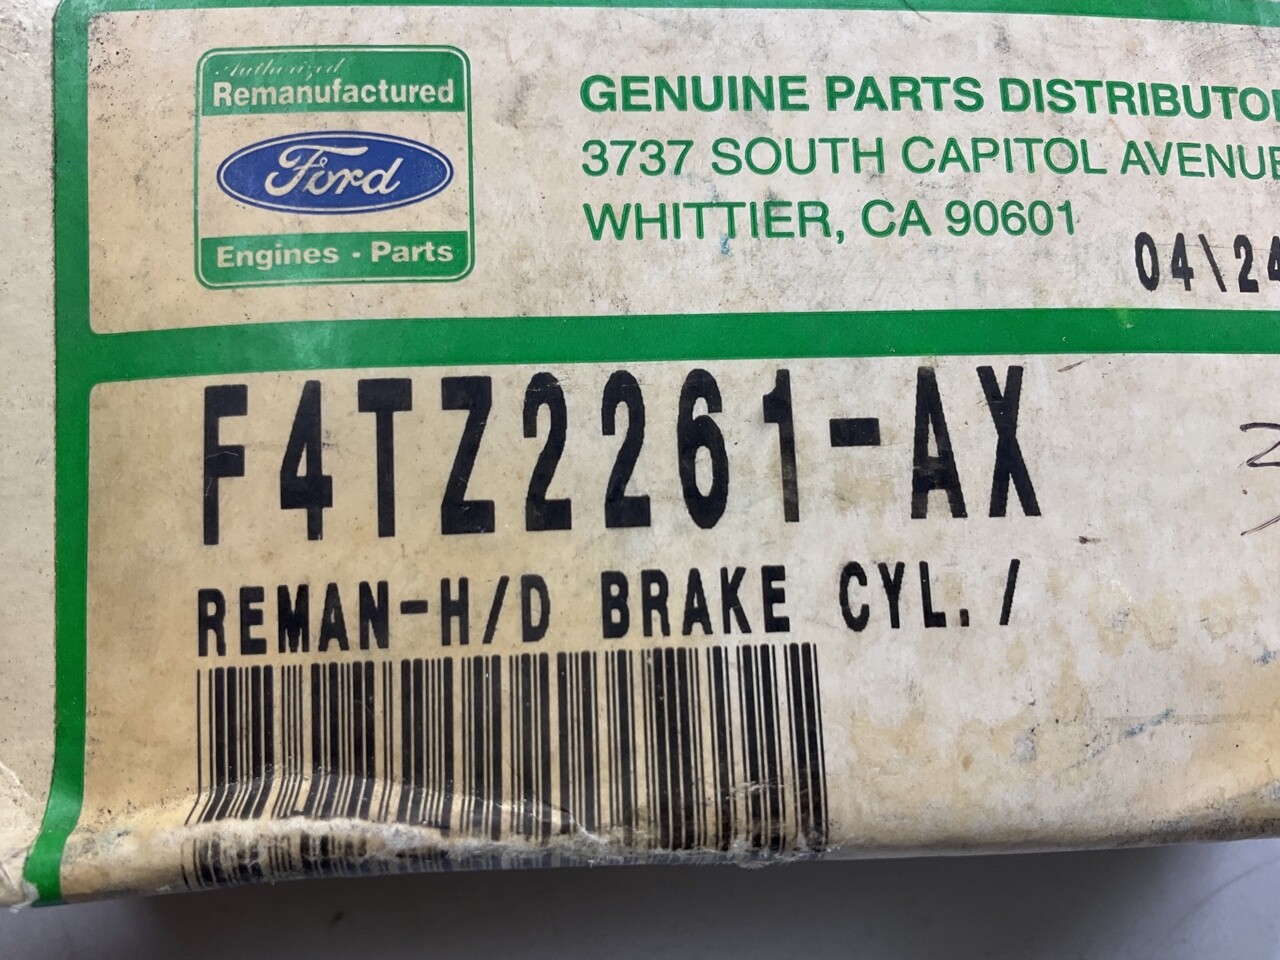 Authorized
Remanufactured
Ford
Engines - Parts
GENUINE PARTS DISTRIBUTO
3737 SOUTH CAPITOL AVENUE
WHITTIER, CA 90601
04\24
F4TZ2261-AX
REMAN-H/D BRAKE CYL. /